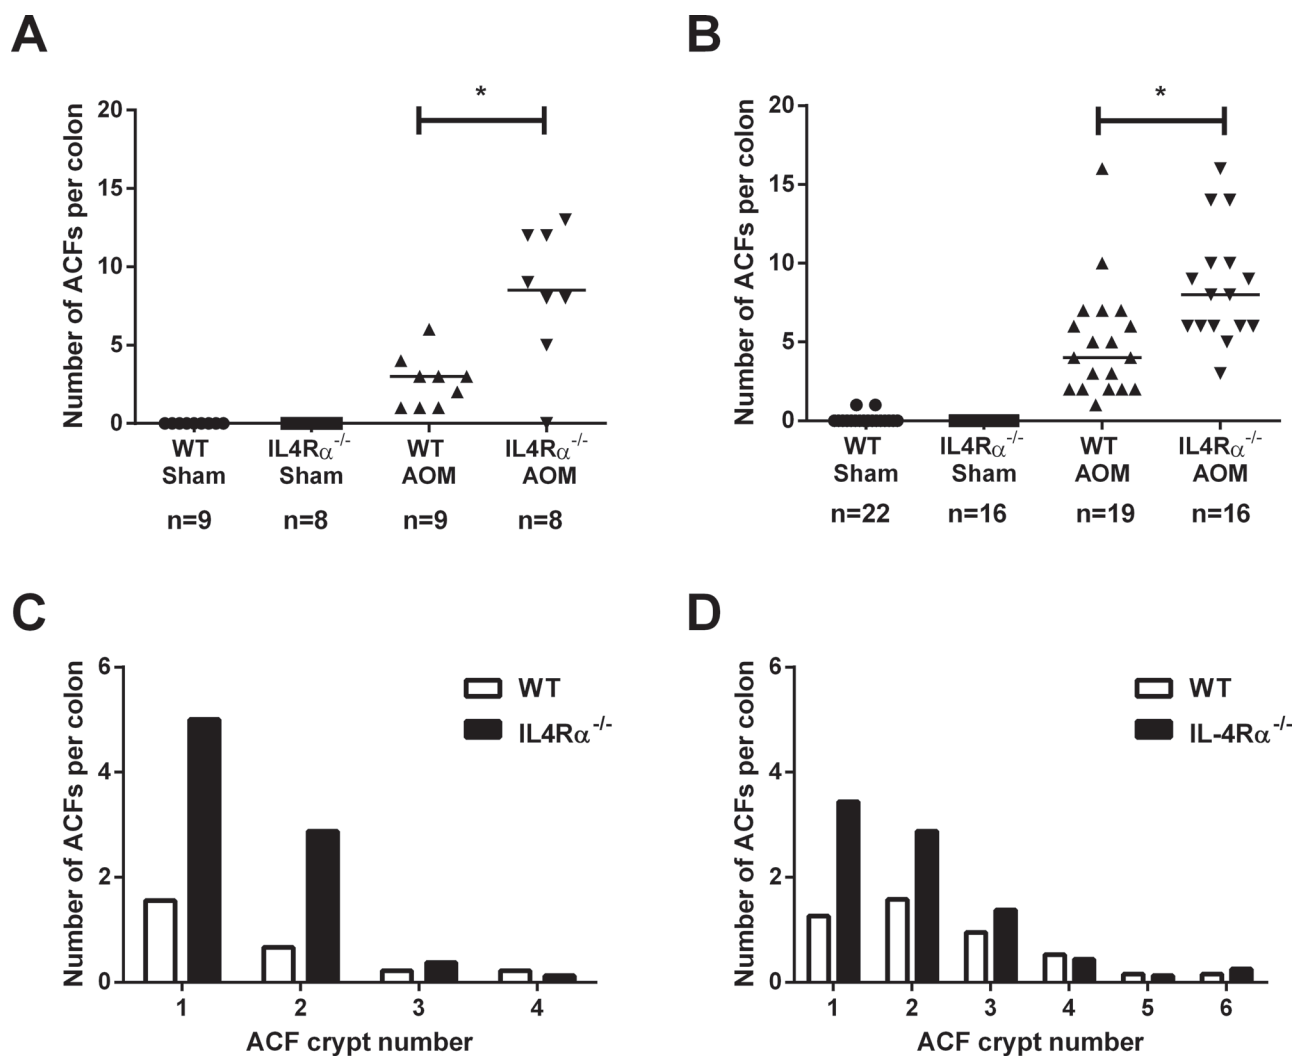 A
Number of ACFs per colon
20
15
10
5
0
*
WT
Sham
IL4Rα-/-
Sham
WT
AOM
IL4Rα-/-
AOM
n=9
n=8
n=9
n=8
B
Number of ACFs per colon
20
15
10
5
0
*
WT
Sham
IL4Rα-/-
Sham
WT
AOM
IL4Rα-/-
AOM
n=22
n=16
n=19
n=16
C
Number of ACFs per colon
6
4
2
0
WT
IL4Rα-/-
1 2 3 4
ACF crypt number
D
Number of ACFs per colon
6
4
2
0
WT
IL-4Rα-/-
1 2 3 4 5 6
ACF crypt number